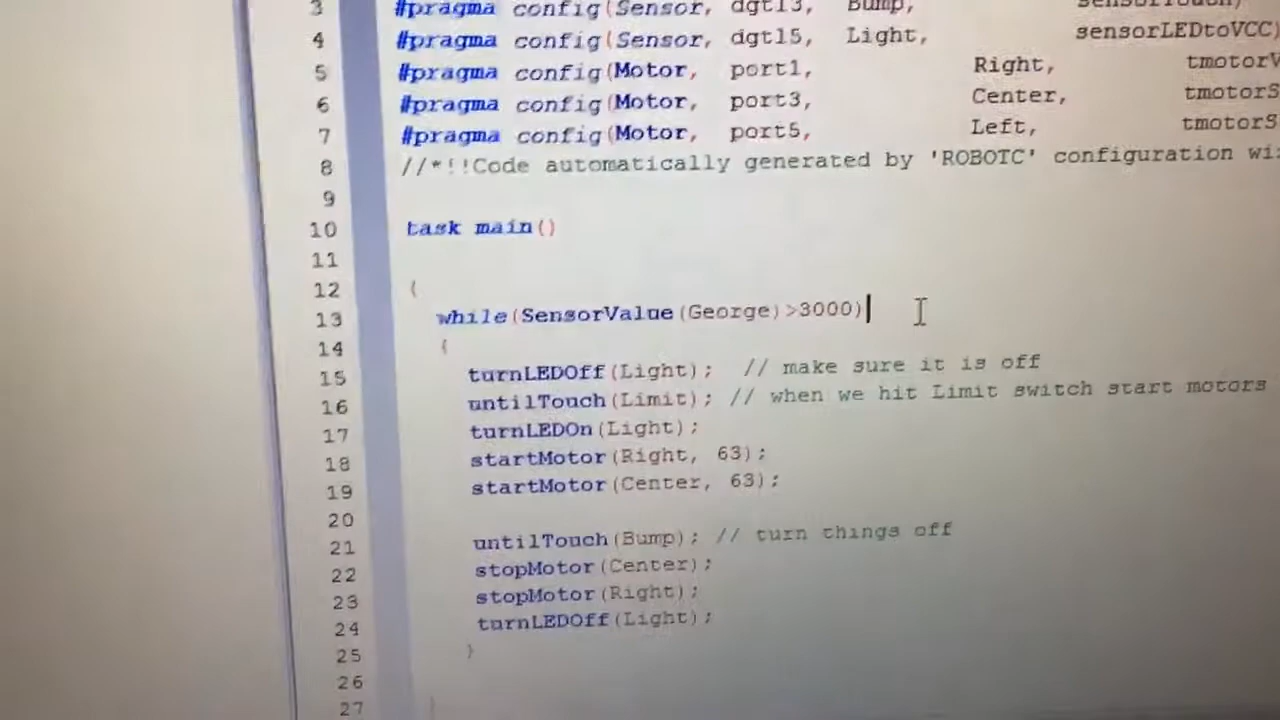 3 #pragma config(Sensor, dgtl3, Bump, sensorTouch)
4 #pragma config(Sensor, dgtl5, Light, sensorLEDtoVCC)
5 #pragma config(Motor, port1, Right, tmotorV
6 #pragma config(Motor, port3, Center, tmotorS
7 #pragma config(Motor, port5, Left, tmotorS
8 //*!!Code automatically generated by 'ROBOTC' configuration wi
9
10 task main()
11
12 {
13 while(SensorValue(George)>3000)
14 {
15 turnLEDOff(Light); // make sure it is off
16 untilTouch(Limit); // when we hit Limit switch start motors
17 turnLEDOn(Light);
18 startMotor(Right, 63);
19 startMotor(Center, 63);
20
21 untilTouch(Bump); // turn things off
22 stopMotor(Center);
23 stopMotor(Right);
24 turnLEDOff(Light);
25 }
26
27 }